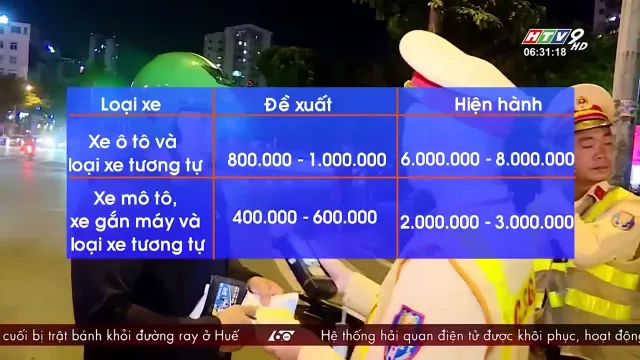 HTV9 HD
06:31:18
Loại xe
Đề xuất
Hiện hành
Xe ô tô và
loại xe tương tự
800.000 - 1.000.000
6.000.000 - 8.000.000
Xe mô tô,
xe gắn máy và
loại xe tương tự
400.000 - 600.000
2.000.000 - 3.000.000
cuối bị trật bánh khỏi đường ray ở Huế
60
Hệ thống hải quan điện tử được khôi phục, hoạt động